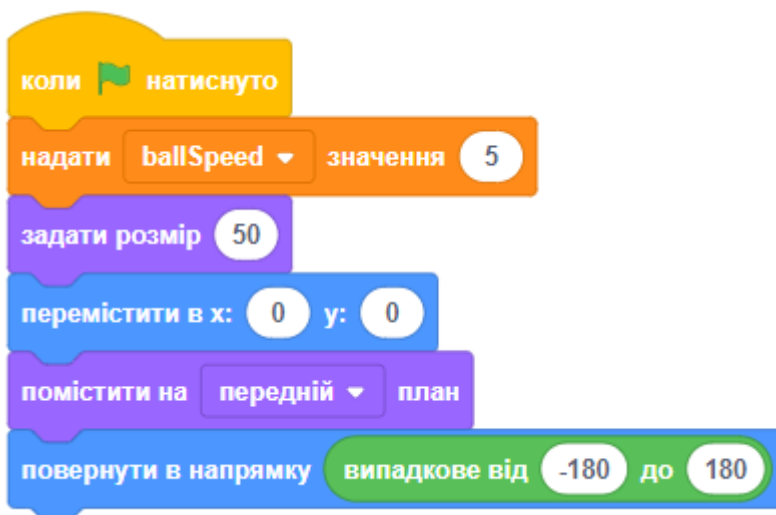 коли натиснуто
надати ballSpeed значення 5
задати розмір 50
перемістити в x: 0 y: 0
помістити на передній план
повернути в напрямку випадкове від -180 до 180